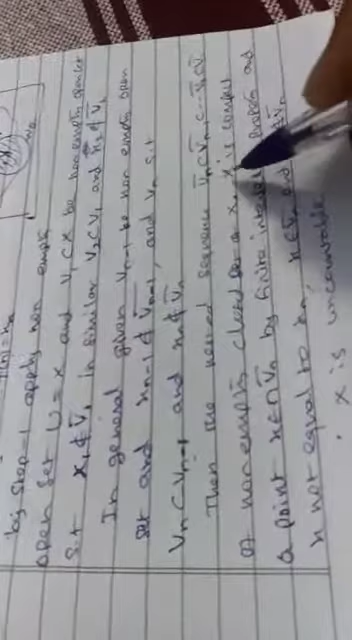 f(n) = xn
by step-1 apply non empty
open set U = X and V1 ⊂ X be nonempty open set
s.t x1 ∉ V̄1 In similar V2 ⊂ V1 and x2 ∉ V̄2
In general given Vn-1 be non empty open
set and xn-1 ∉ V̄n-1, and Vn s.t
Vn ⊂ Vn-1 and xn ∉ V̄n
Then the nested sequence V̄n ⊂ V̄n-1 ⊂ --- V̄1 ⊂ V̄
of nonempty closed X, X is compact
a point x ∈ ∩V̄n by finite intersection property and
x not equal to xn, x ∈ V̄n and ∉ V̄n
∴ X is uncountable